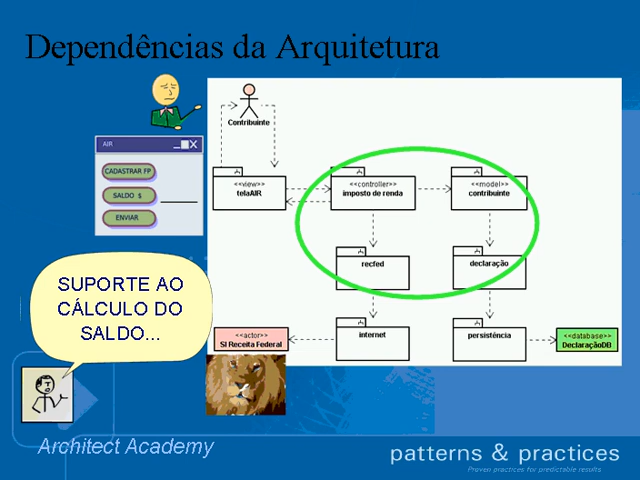 Dependências da Arquitetura
Contribuinte
AIR
CADASTRAR FP
SALDO $
ENVIAR
<<view>>
telaAIR
<<controller>>
imposto de renda
<<model>>
contribuinte
recfed
declaração
SUPORTE AO
CÁLCULO DO
SALDO...
<<actor>>
SI Receita Federal
internet
persistência
<<database>>
DeclaraçãoDB
Architect Academy
patterns & practices
Proven practices for predictable results